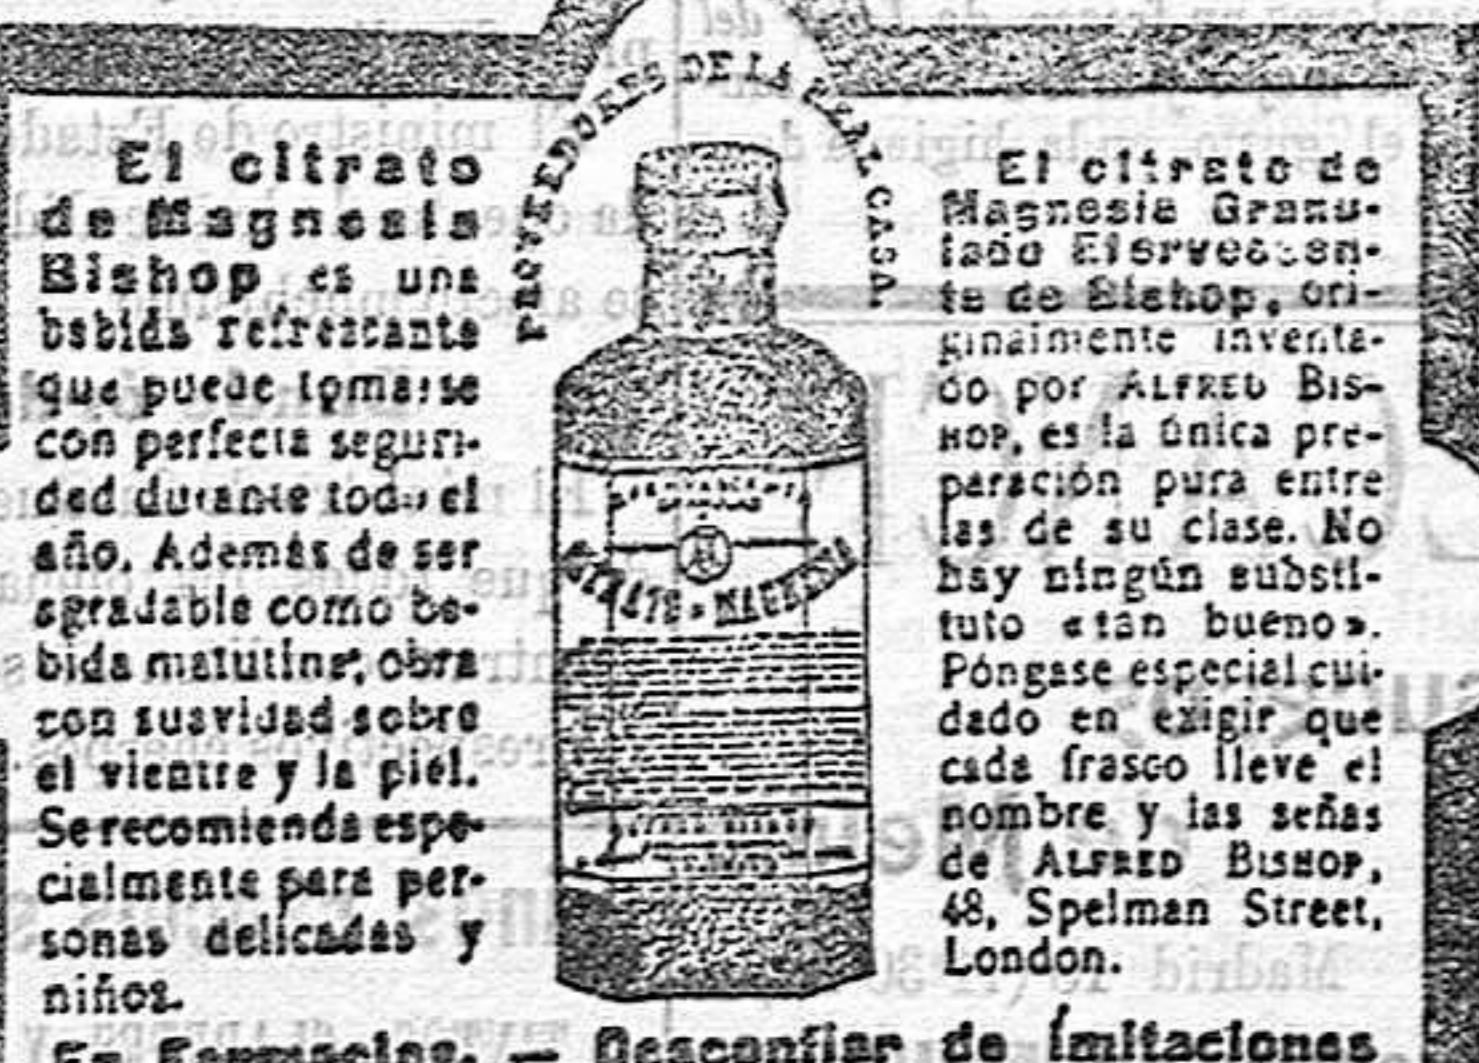 PROVEEDORES DE LA REAL CASA
El citrato
de Magnesia
Bishop es una
bebida refrescante
que puede tomarse
con perfecta seguri-
dad durante todo el
año. Además de ser
agradable como be-
bida matutina, obra
con suavidad sobre
el vientre y la piel.
Se recomienda espe-
cialmente para per-
sonas delicadas y
niños.
CITRATE MAGNESIA
El citrato de
Magnesia Granu-
lado Efervescen-
te de Bishop, ori-
ginalmente inventa-
do por ALFRED BIS-
HOP, es la única pre-
paración pura entre
las de su clase. No
hay ningún substi-
tuto «tan bueno».
Póngase especial cui-
dado en exigir que
cada frasco lleve el
nombre y las señas
de ALFRED BISHOP,
48, Spelman Street,
London.
En Farmacias. — Desconfiar de imitaciones